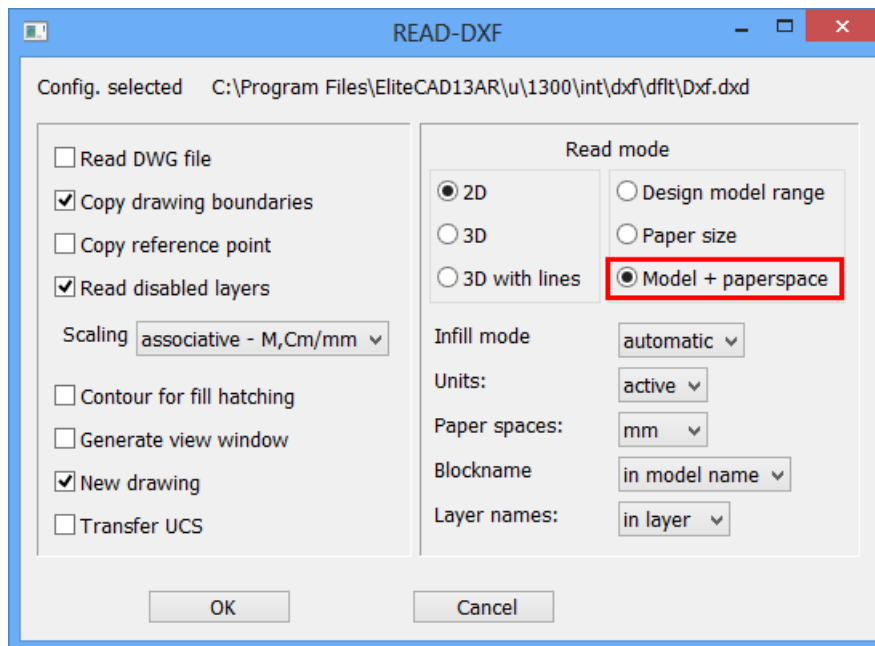 READ-DXF
Config. selected C:\Program Files\EliteCAD13AR\u\1300\int\dxf\dflt\Dxf.dxd
Read DWG file
Copy drawing boundaries
Copy reference point
Read disabled layers
Scaling associative - M,Cm/mm
Contour for fill hatching
Generate view window
New drawing
Transfer UCS
Read mode
2D
3D
3D with lines
Design model range
Paper size
Model + paperspace
Infill mode automatic
Units: active
Paper spaces: mm
Blockname in model name
Layer names: in layer
OK
Cancel